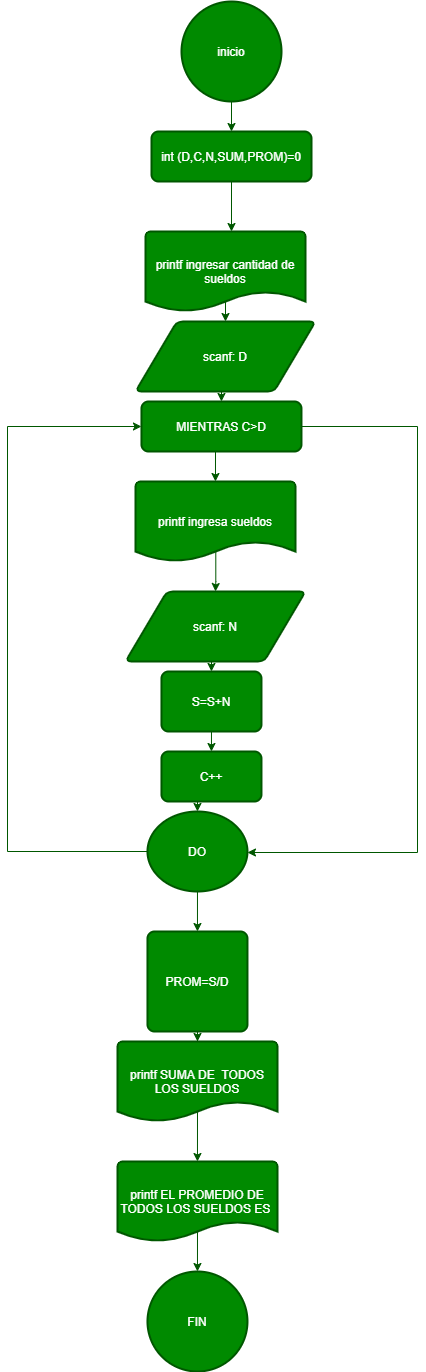 inicio
int (D,C,N,SUM,PROM)=0
printf ingresar cantidad de
sueldos
scanf: D
MIENTRAS C>D
printf ingresa sueldos
scanf: N
S=S+N
C++
DO
PROM=S/D
printf SUMA DE TODOS
LOS SUELDOS
printf EL PROMEDIO DE
TODOS LOS SUELDOS ES
FIN